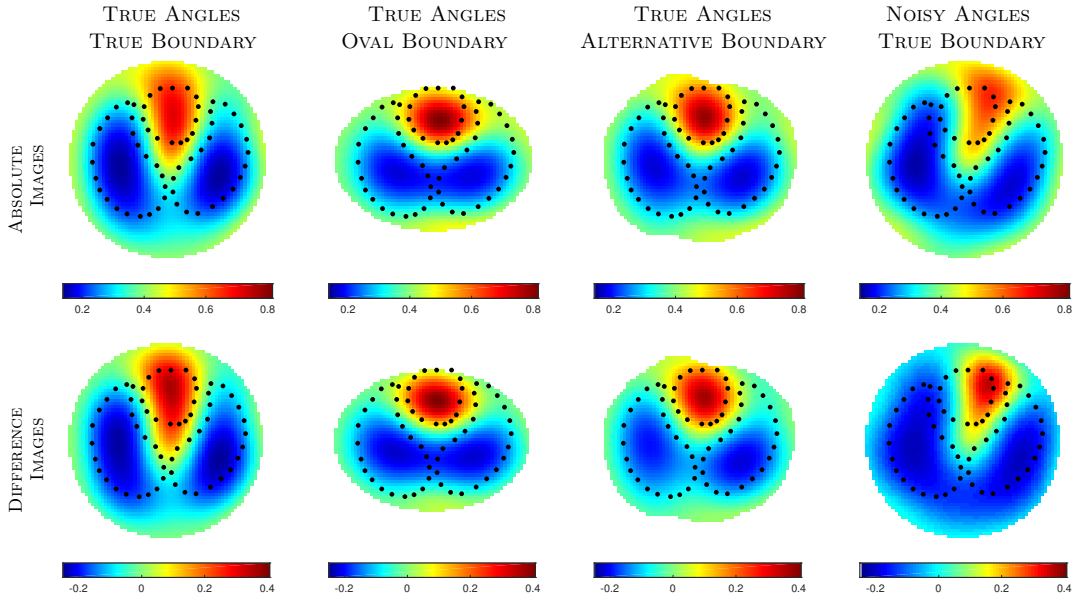 TRUE ANGLES
TRUE BOUNDARY
TRUE ANGLES
OVAL BOUNDARY
TRUE ANGLES
ALTERNATIVE BOUNDARY
NOISY ANGLES
TRUE BOUNDARY
ABSOLUTE
IMAGES
0.2 0.4 0.6 0.8
0.2 0.4 0.6 0.8
0.2 0.4 0.6 0.8
0.2 0.4 0.6 0.8
DIFFERENCE
IMAGES
-0.2 0 0.2 0.4
-0.2 0 0.2 0.4
-0.2 0 0.2 0.4
-0.2 0 0.2 0.4